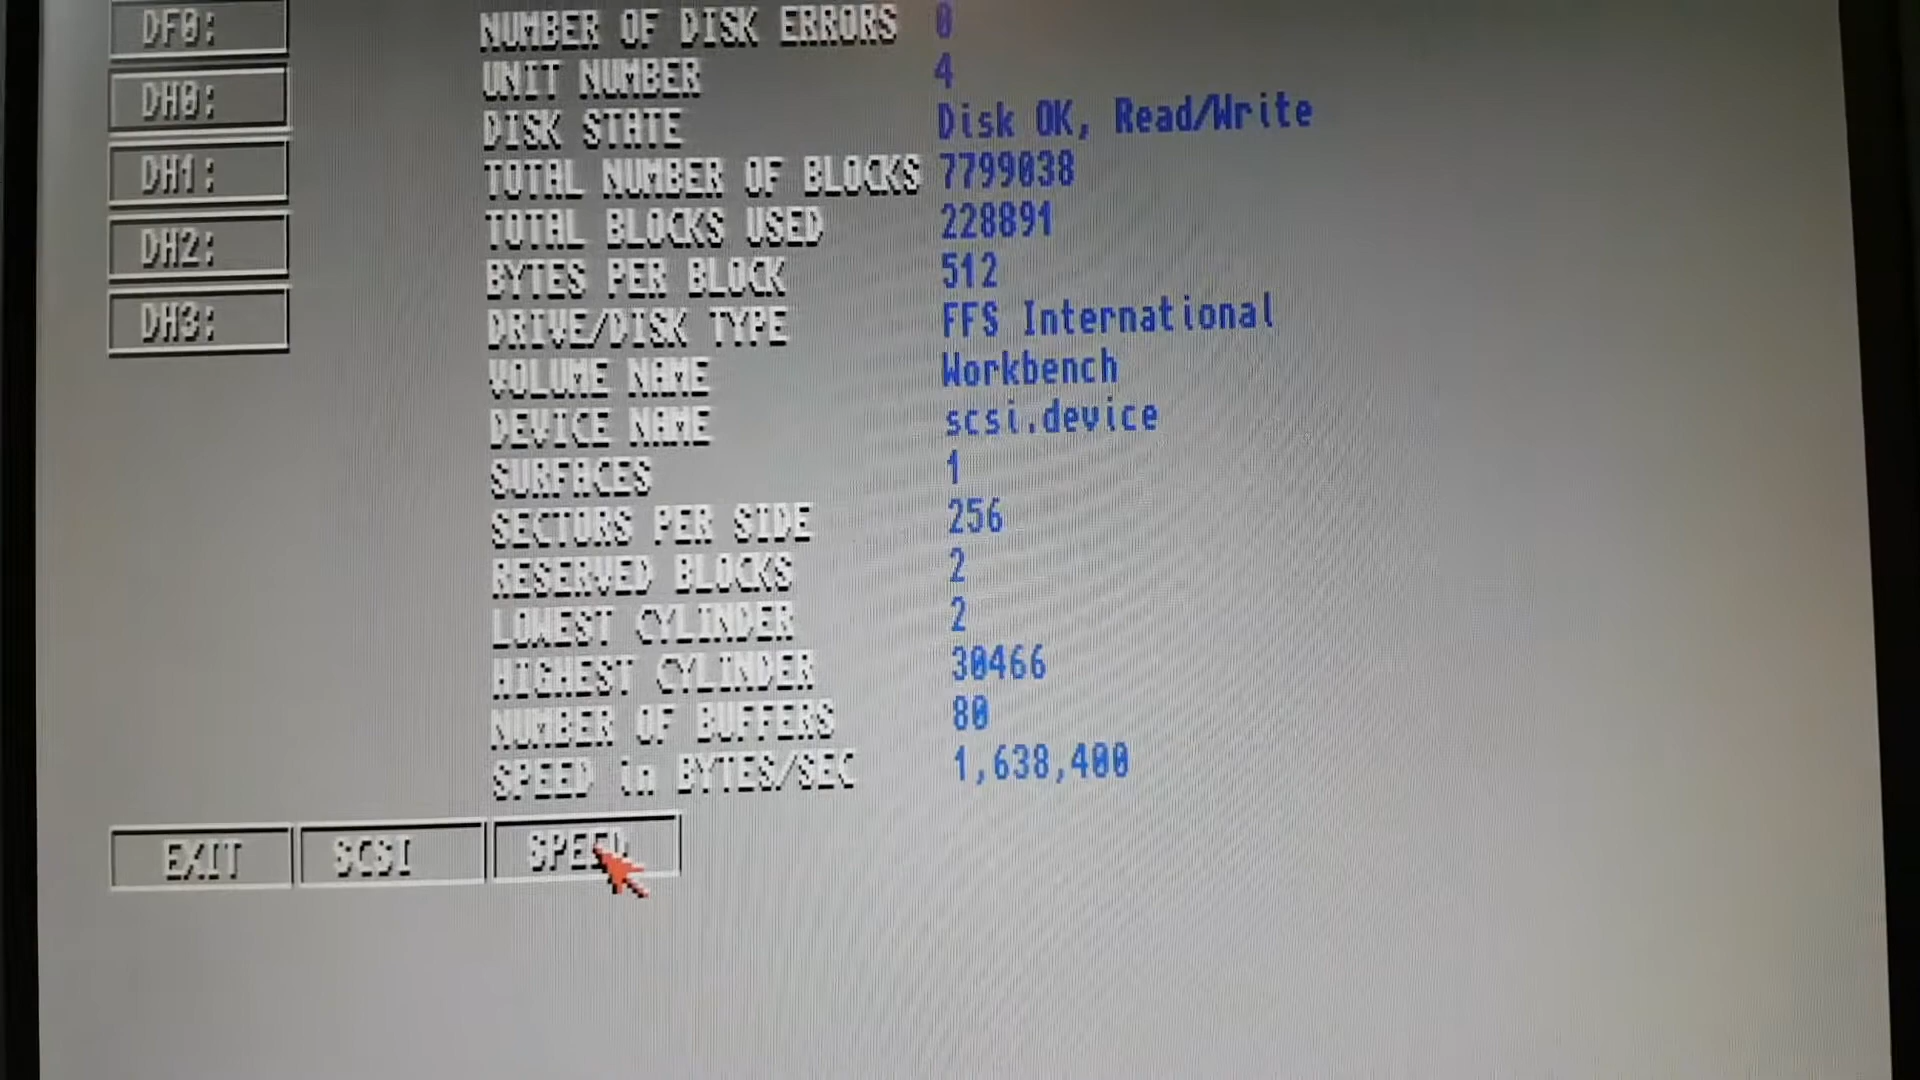 DF0:
DH0:
DH1:
DH2:
DH3:
NUMBER OF DISK ERRORS 0
UNIT NUMBER 4
DISK STATE Disk OK, Read/Write
TOTAL NUMBER OF BLOCKS 7799038
TOTAL BLOCKS USED 228891
BYTES PER BLOCK 512
DRIVE/DISK TYPE FFS International
VOLUME NAME Workbench
DEVICE NAME scsi.device
SURFACES 1
SECTORS PER SIDE 256
RESERVED BLOCKS 2
LOWEST CYLINDER 2
HIGHEST CYLINDER 30466
NUMBER OF BUFFERS 80
SPEED in BYTES/SEC 1,638,400
EXIT SCSI SPEED